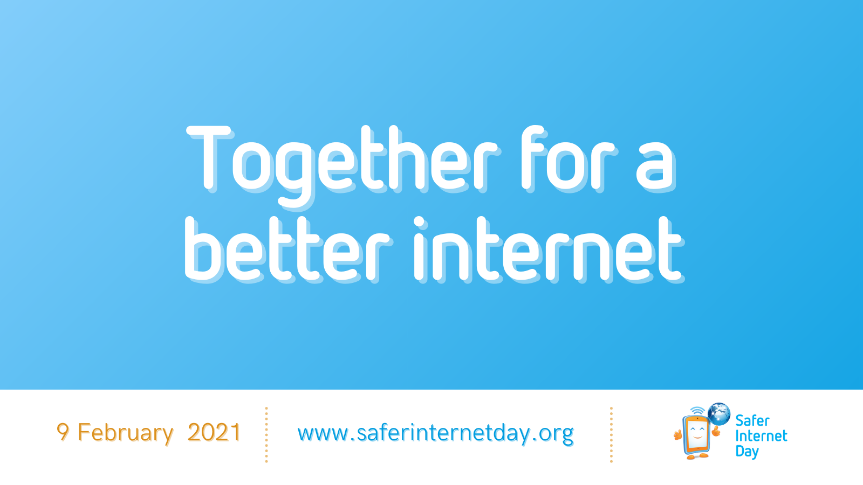 Together for a
better internet
9 February 2021
www.saferinternetday.org
Safer
Internet
Day